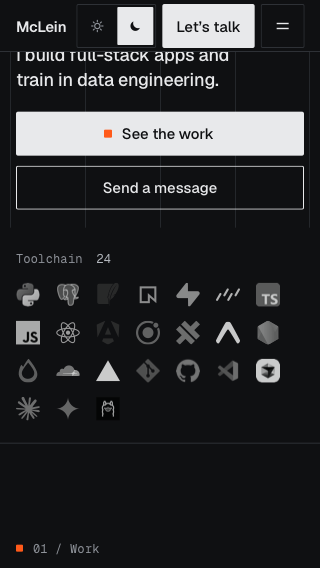 McLein
Let's talk
I build full-stack apps and
train in data engineering.
See the work
Send a message
Toolchain 24
TS
JS
01 / Work